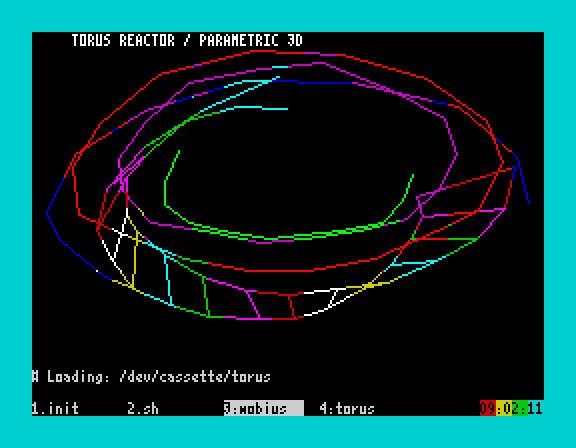 TORUS REACTOR / PARAMETRIC 3D
# Loading: /dev/cassette/torus
1.init 2.sh 3:mobius 4:torus 09:02:11